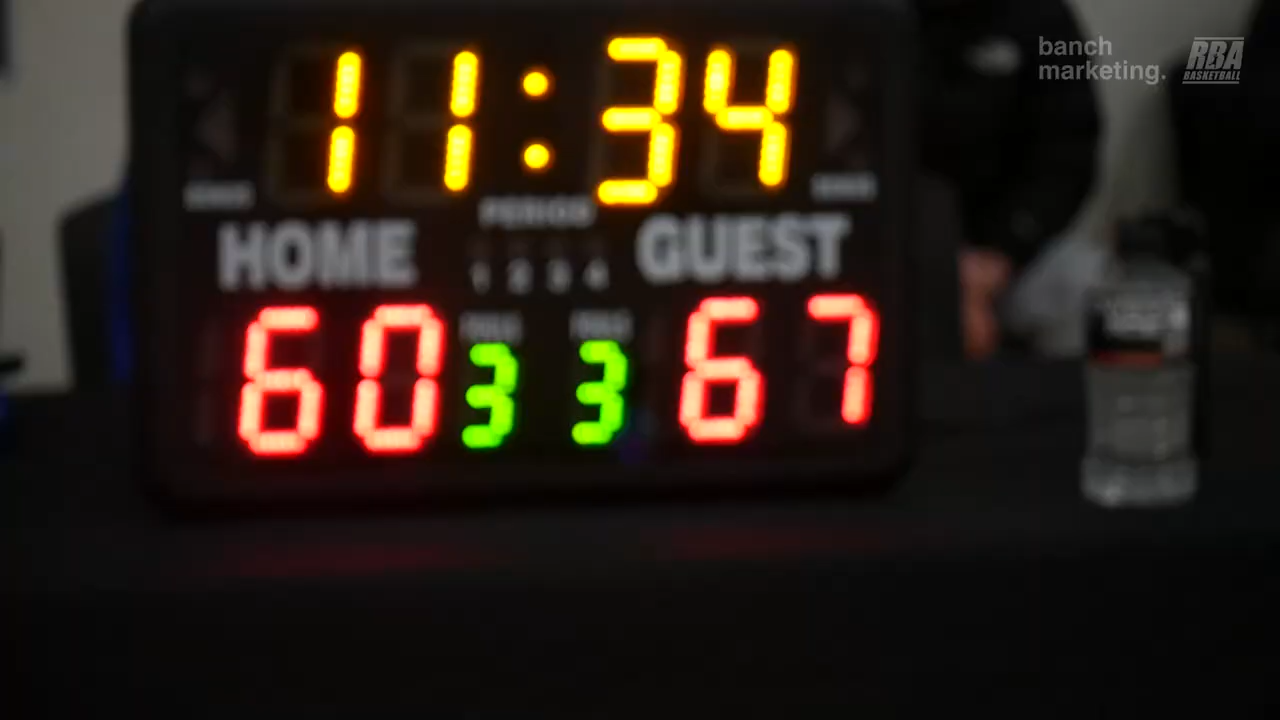 banch
marketing.
RBA
BASKETBALL
11:34
PERIOD
HOME
GUEST
1 2 3 4
60
3
3
67